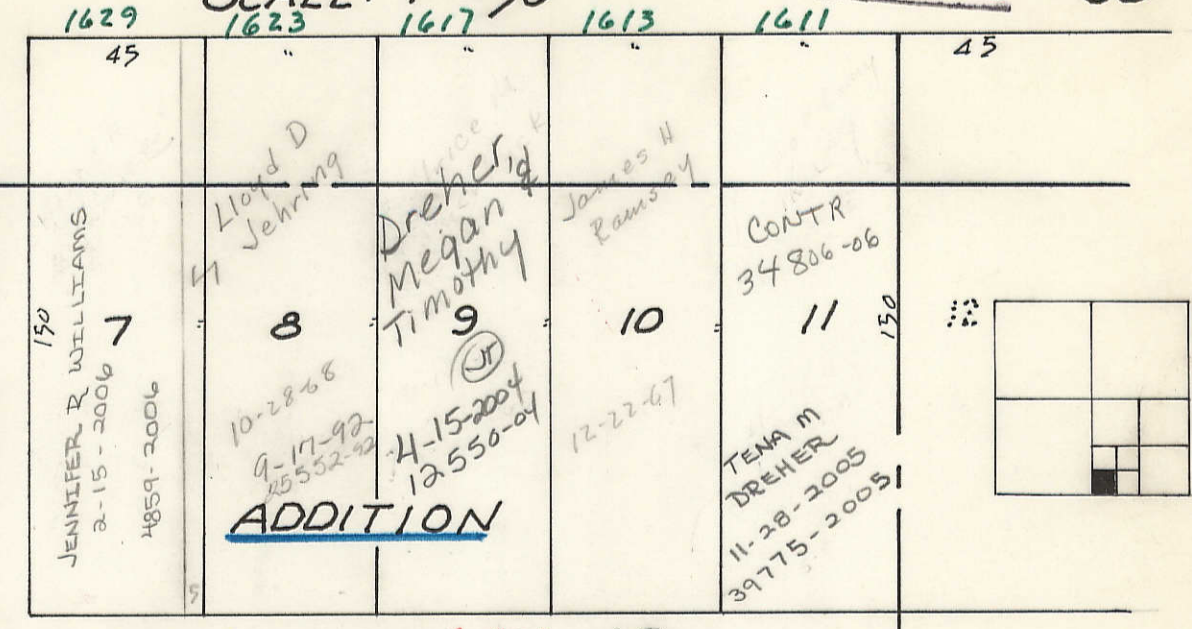 1629 1623 1617 1613 1611
45 " " " " 45
Lloyd D
Jehring
Dreher, &
Megan
Timothy
James H
Ramsey
CONTR
34806-06
150
7
JENNIFER R WILLIAMS
2-15-2006
4859-2006
" 8 " 9 " 10 " 11
150
12
JT
10-28-68
9-17-92
25552-92
4-15-2004
12550-04
12-22-67
TENA M
DREHER
11-28-2005
39775-2005
ADDITION
5